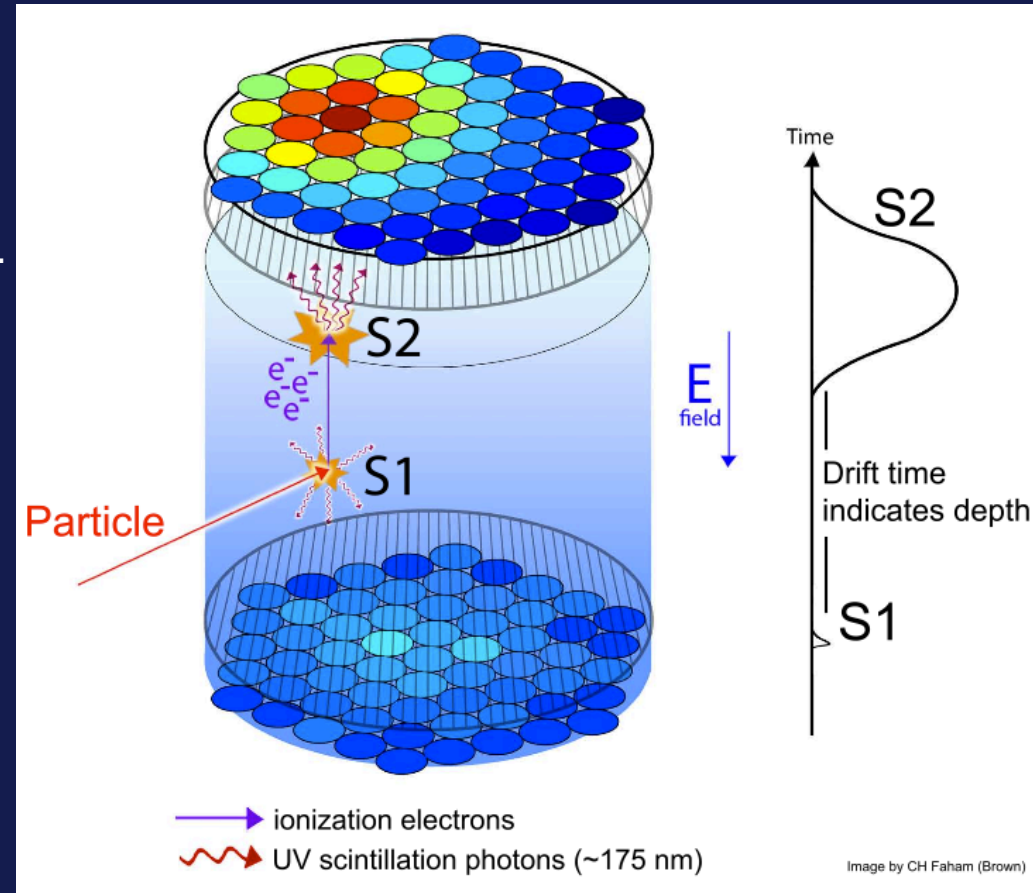 Time
S2
S2
e⁻
e⁻e⁻
e⁻e⁻
E
field
S1
Drift time
indicates depth
Particle
S1
ionization electrons
UV scintillation photons (~175 nm)
Image by CH Faham (Brown)